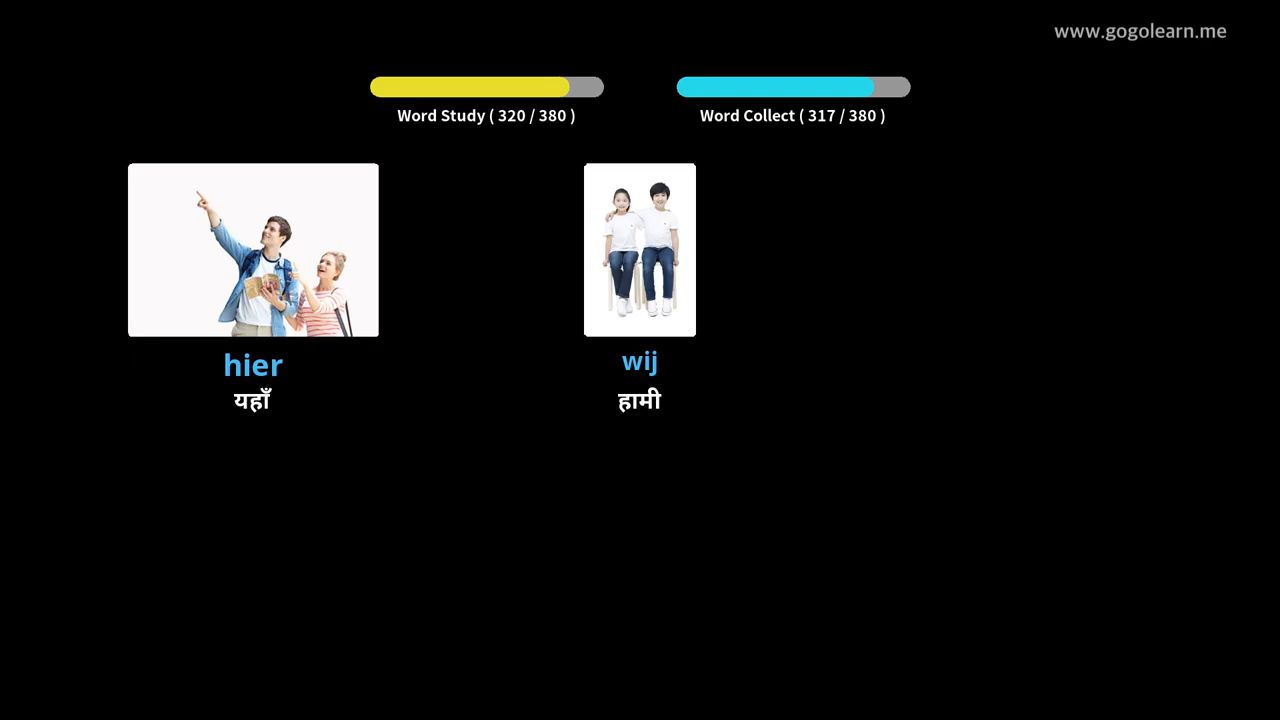 www.gogolearn.me
Word Study ( 320 / 380 )
Word Collect ( 317 / 380 )
hier
यहाँ
wij
हामी